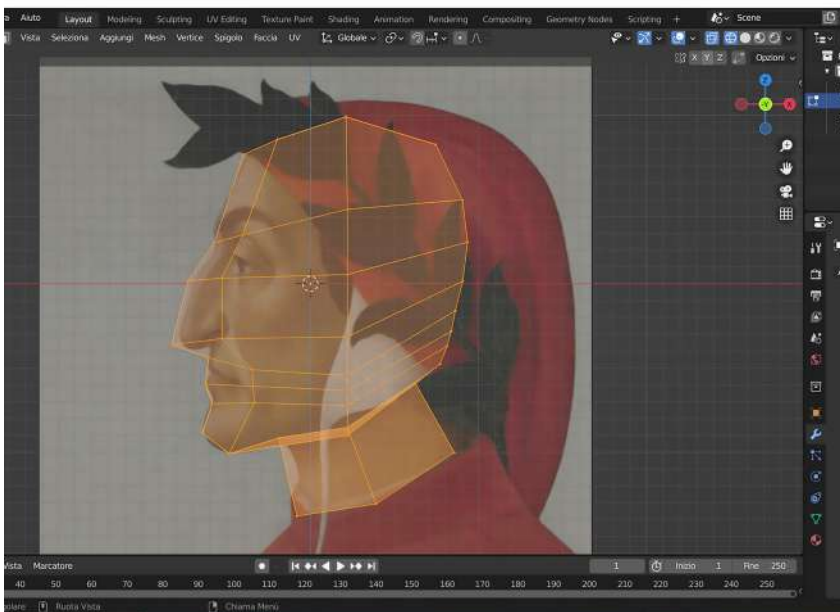 Aiuto Layout Modeling Sculpting UV Editing Texture Paint Shading Animation Rendering Compositing Geometry Nodes Scripting + Scene
Vista Seleziona Aggiungi Mesh Vertice Spigolo Faccia UV Globale
X Y Z Opzioni
Z
-Y X
Vista Marcatore 1 Inizio 1 Fine 250
40 50 60 70 80 90 100 110 120 130 140 150 160 170 180 190 200 210 220 230 240 250
Ruota Vista Chiama Menù